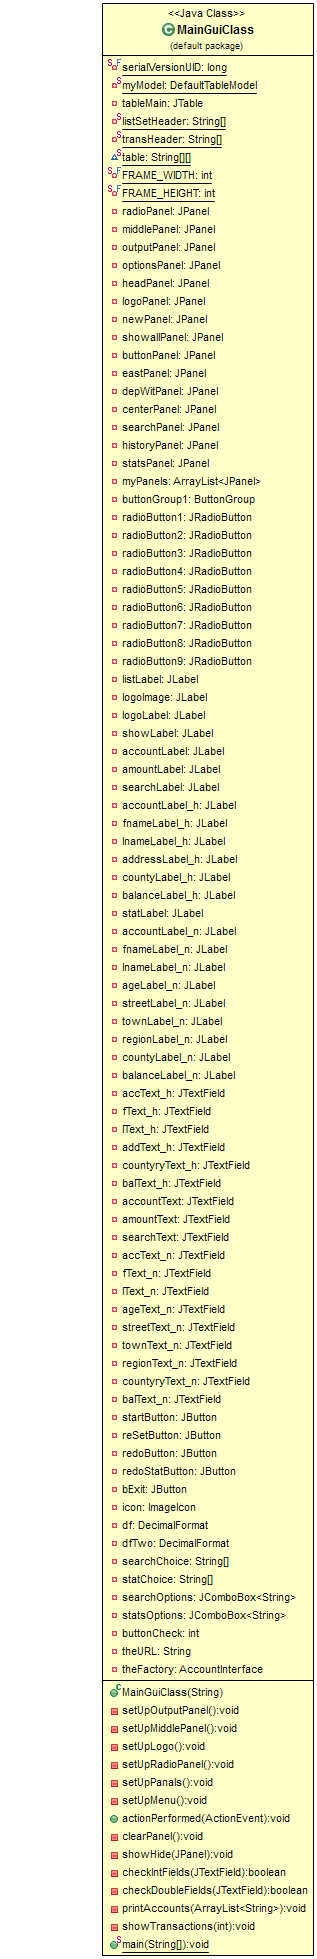 <<Java Class>>
MainGuiClass
(default package)
serialVersionUID: long
myModel: DefaultTableModel
tableMain: JTable
listSetHeader: String[]
transHeader: String[]
table: String[][]
FRAME_WIDTH: int
FRAME_HEIGHT: int
radioPanel: JPanel
middlePanel: JPanel
outputPanel: JPanel
optionsPanel: JPanel
headPanel: JPanel
logoPanel: JPanel
newPanel: JPanel
showallPanel: JPanel
buttonPanel: JPanel
eastPanel: JPanel
depWitPanel: JPanel
centerPanel: JPanel
searchPanel: JPanel
historyPanel: JPanel
statsPanel: JPanel
myPanels: ArrayList<JPanel>
buttonGroup1: ButtonGroup
radioButton1: JRadioButton
radioButton2: JRadioButton
radioButton3: JRadioButton
radioButton4: JRadioButton
radioButton5: JRadioButton
radioButton6: JRadioButton
radioButton7: JRadioButton
radioButton8: JRadioButton
radioButton9: JRadioButton
listLabel: JLabel
logoImage: JLabel
logoLabel: JLabel
showLabel: JLabel
accountLabel: JLabel
amountLabel: JLabel
searchLabel: JLabel
accountLabel_h: JLabel
fnameLabel_h: JLabel
lnameLabel_h: JLabel
addressLabel_h: JLabel
countyLabel_h: JLabel
balanceLabel_h: JLabel
statLabel: JLabel
accountLabel_n: JLabel
fnameLabel_n: JLabel
lnameLabel_n: JLabel
ageLabel_n: JLabel
streetLabel_n: JLabel
townLabel_n: JLabel
regionLabel_n: JLabel
countyLabel_n: JLabel
balanceLabel_n: JLabel
accText_h: JTextField
fText_h: JTextField
lText_h: JTextField
addText_h: JTextField
countyryText_h: JTextField
balText_h: JTextField
accountText: JTextField
amountText: JTextField
searchText: JTextField
accText_n: JTextField
fText_n: JTextField
lText_n: JTextField
ageText_n: JTextField
streetText_n: JTextField
townText_n: JTextField
regionText_n: JTextField
countyryText_n: JTextField
balText_n: JTextField
startButton: JButton
reSetButton: JButton
redoButton: JButton
redoStatButton: JButton
bExit: JButton
icon: ImageIcon
df: DecimalFormat
dfTwo: DecimalFormat
searchChoice: String[]
statChoice: String[]
searchOptions: JComboBox<String>
statsOptions: JComboBox<String>
buttonCheck: int
theURL: String
theFactory: AccountInterface
MainGuiClass(String)
setUpOutputPanel():void
setUpMiddlePanel():void
setUpLogo():void
setUpRadioPanel():void
setUpPanals():void
setUpMenu():void
actionPerformed(ActionEvent):void
clearPanel():void
showHide(JPanel):void
checkIntFields(JTextField):boolean
checkDoubleFields(JTextField):boolean
printAccounts(ArrayList<String>):void
showTransactions(int):void
main(String[]):void